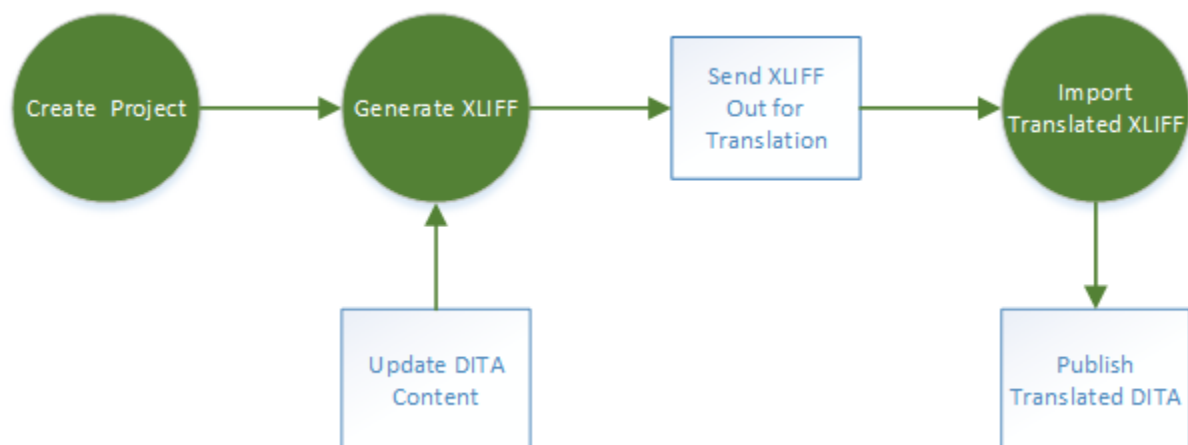 Create Project
Generate XLIFF
Send XLIFF
Out for
Translation
Import
Translated XLIFF
Update DITA
Content
Publish
Translated DITA